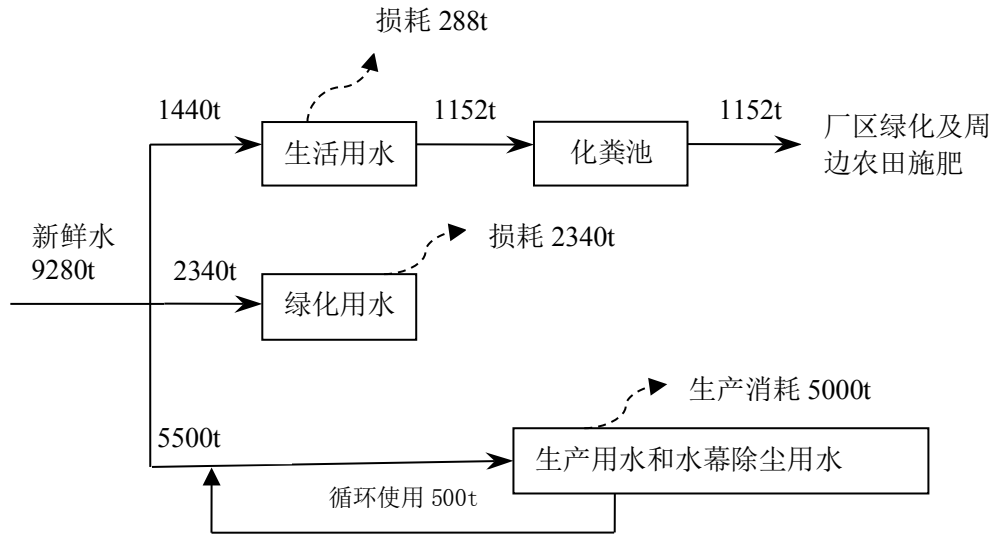 损耗 288t
1440t
1152t
1152t
生活用水
化粪池
厂区绿化及周
边农田施肥
新鲜水
9280t
2340t
损耗 2340t
绿化用水
生产消耗 5000t
5500t
生产用水和水幕除尘用水
循环使用 500t